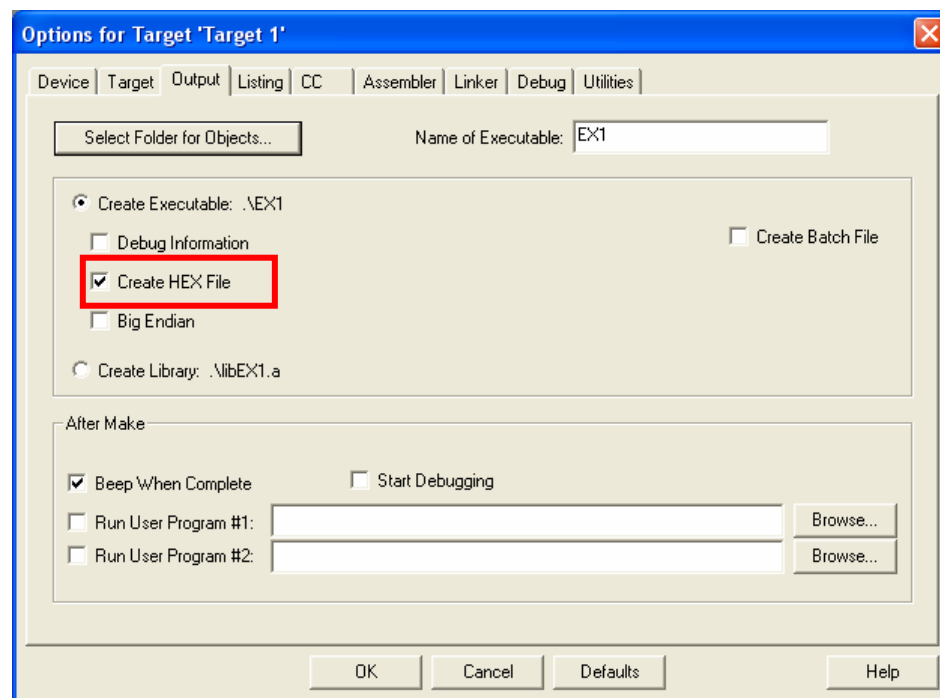 Options for Target 'Target 1'
Device Target Output Listing CC Assembler Linker Debug Utilities
Select Folder for Objects... Name of Executable: EX1
Create Executable: .\EX1
Debug Information Create Batch File
Create HEX File
Big Endian
Create Library: .\libEX1.a
After Make
Beep When Complete Start Debugging
Run User Program #1: Browse...
Run User Program #2: Browse...
OK Cancel Defaults Help